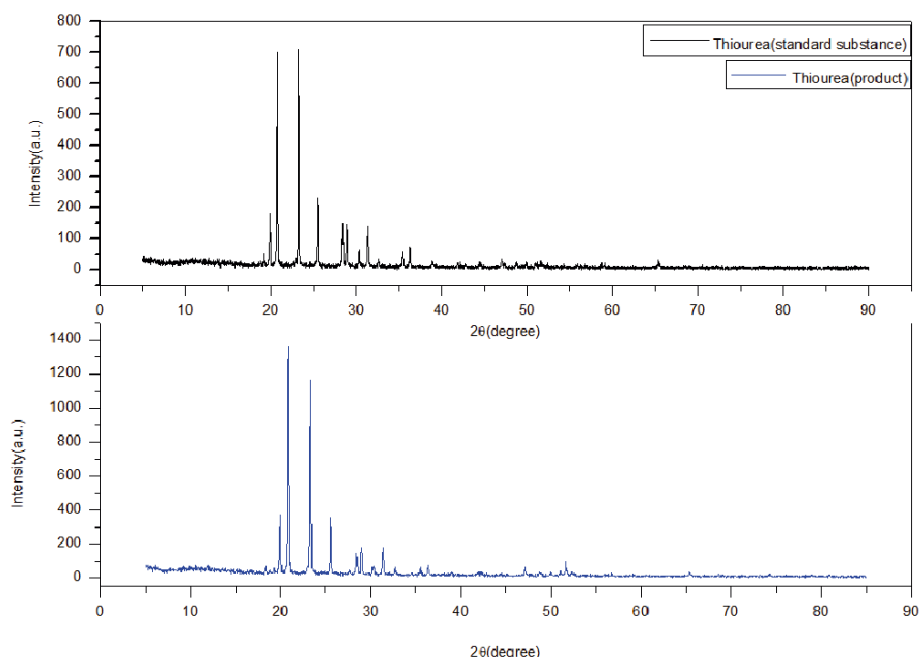 800
700
600
500
400
300
200
100
0
Intensity(a.u.)
Thiourea(standard substance)
Thiourea(product)
0 10 20 30 40 50 60 70 80 90
2θ(degree)
1400
1200
1000
800
600
400
200
0
Intensity(a.u.)
0 10 20 30 40 50 60 70 80 90
2θ(degree)